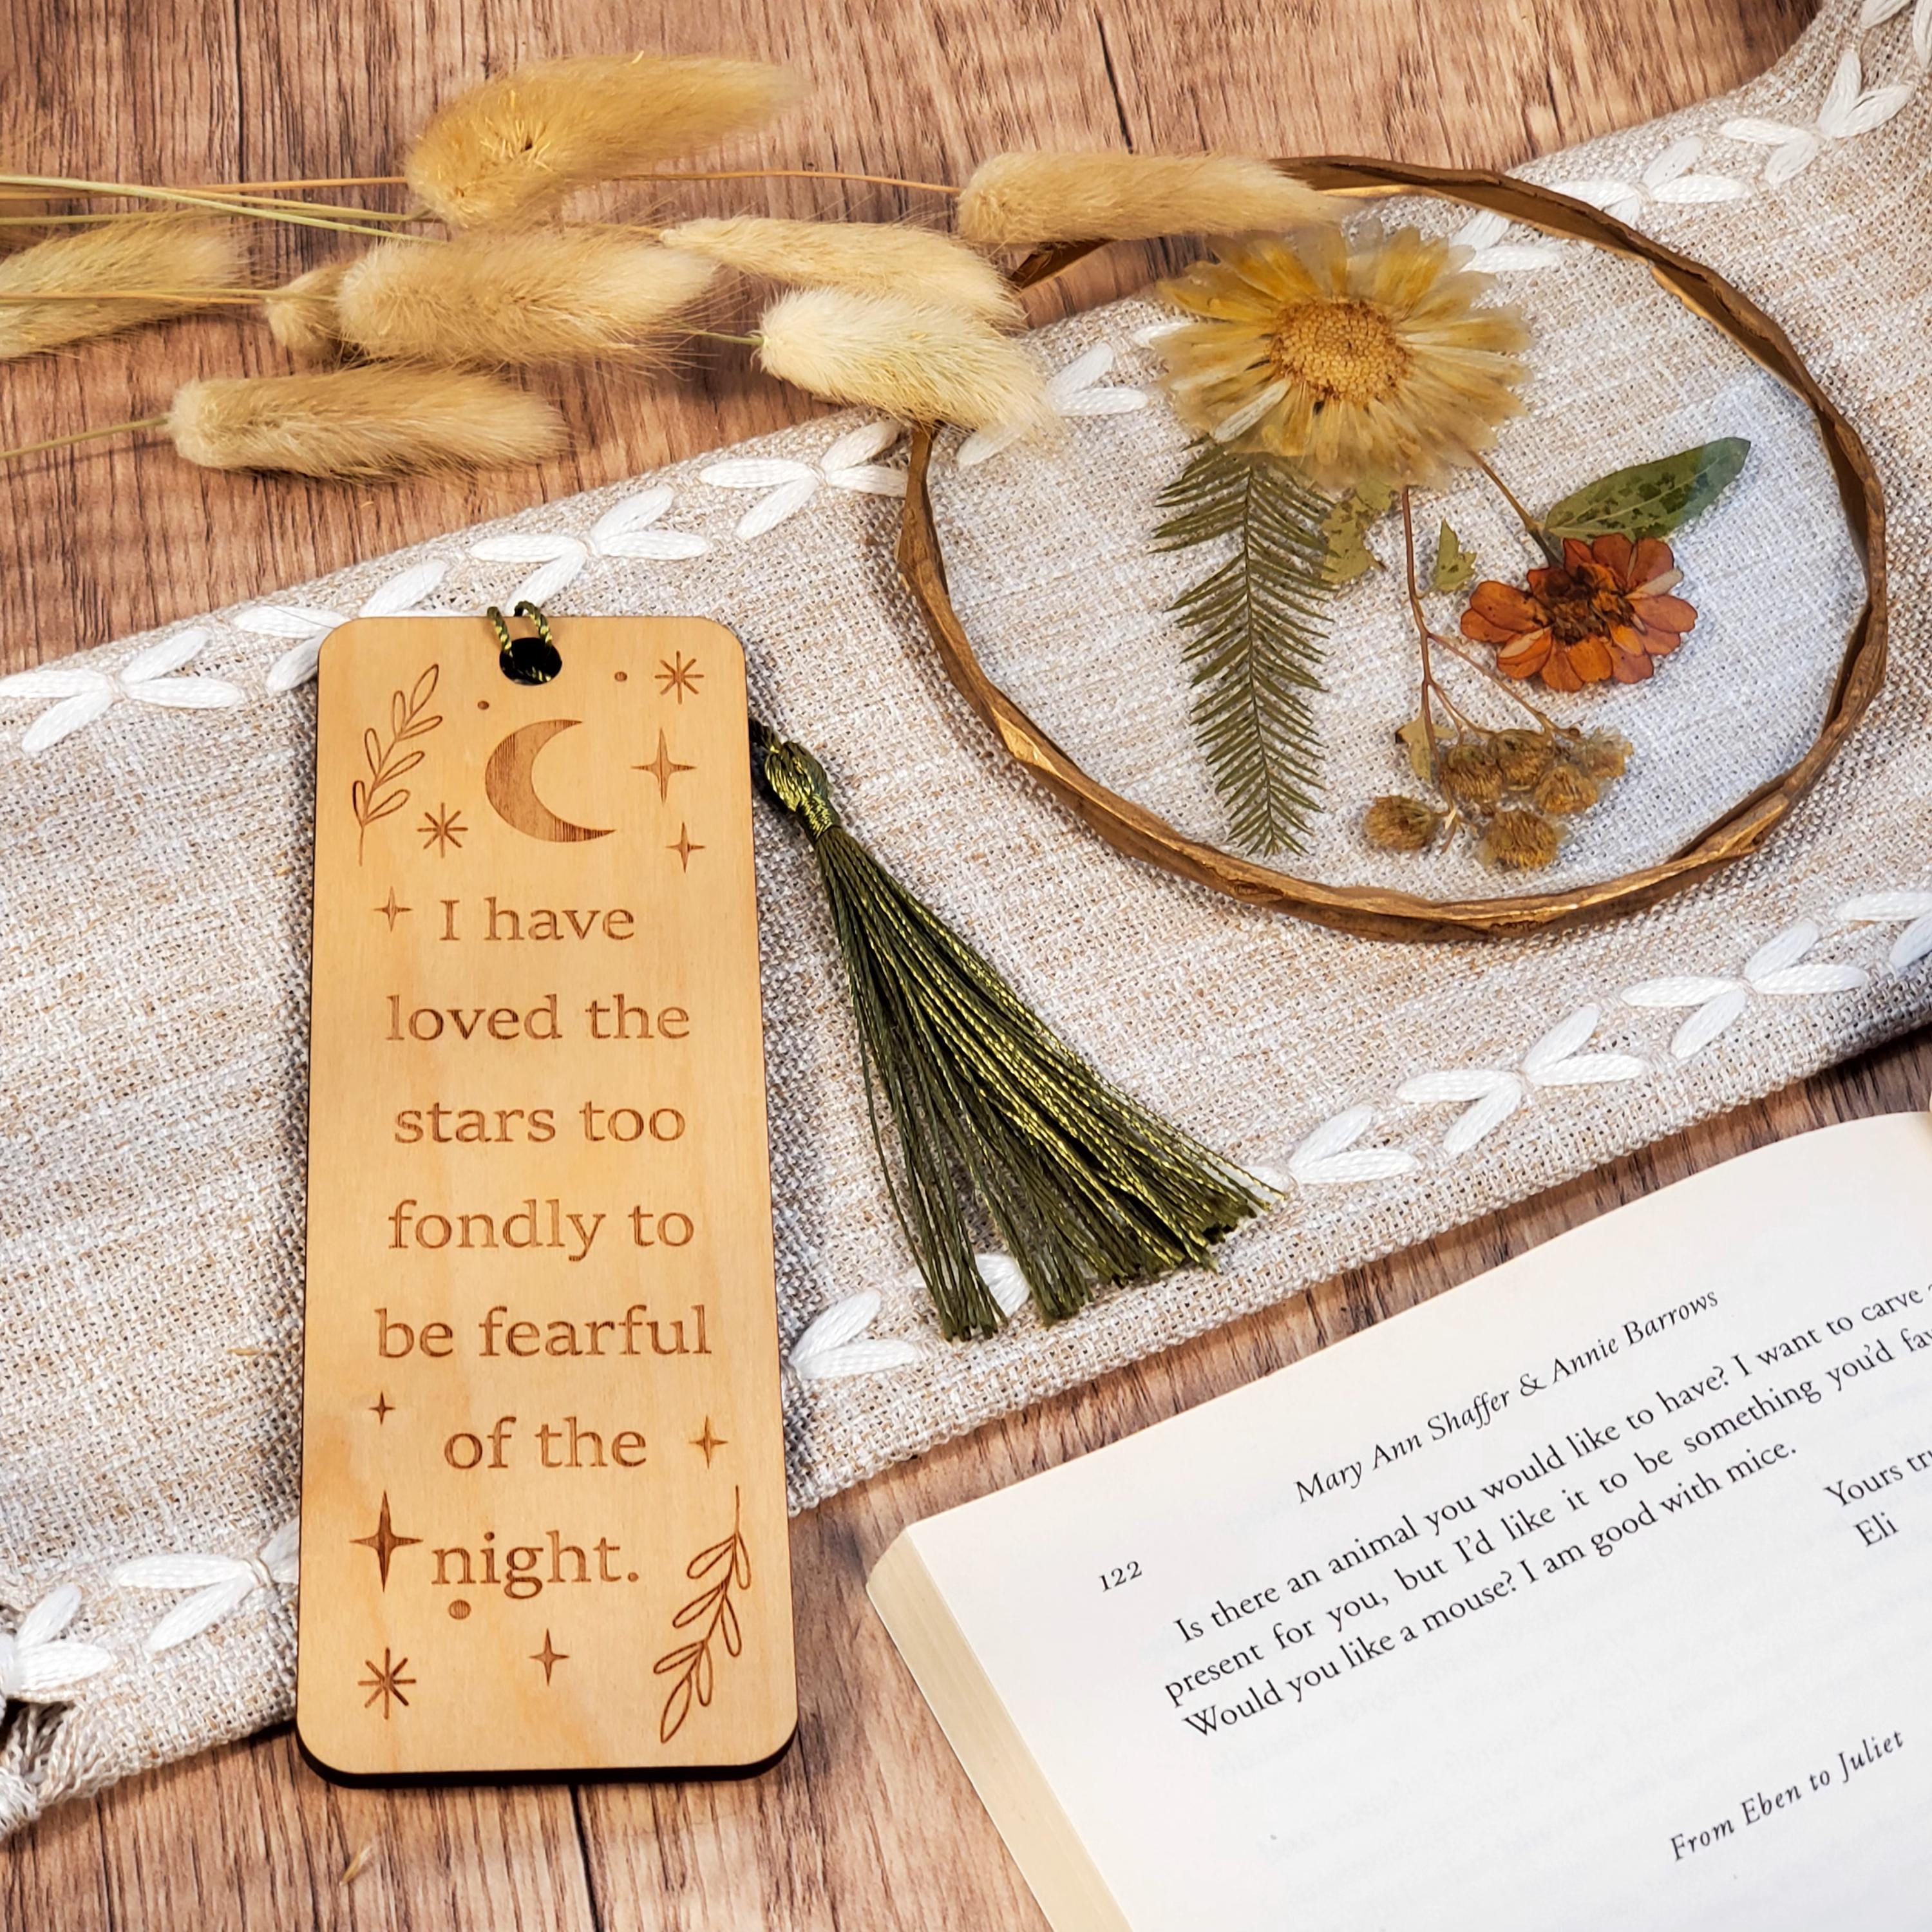 I have
loved the
stars too
fondly to
be fearful
of the
night.
122
Mary Ann Shaffer & Annie Barrows
Is there an animal you would like to have? I want to carve
present for you, but I'd like it to be something you'd
Would you like a mouse? I am good with mice.
Yours
Eli
From Eben to Juliet